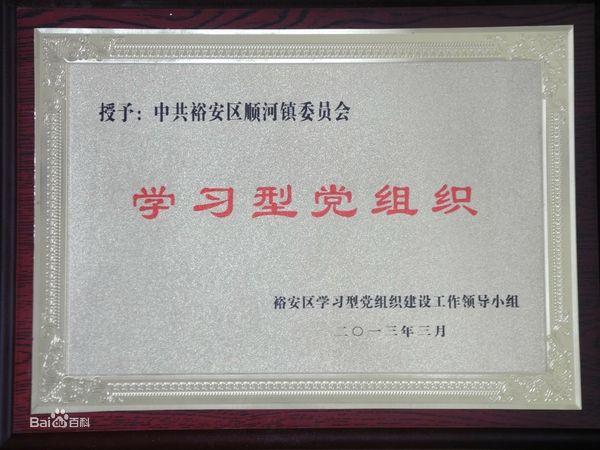 授予：中共裕安区顺河镇委员会
学习型党组织
裕安区学习型党组织建设工作领导小组
二〇一三年三月
Bai百科